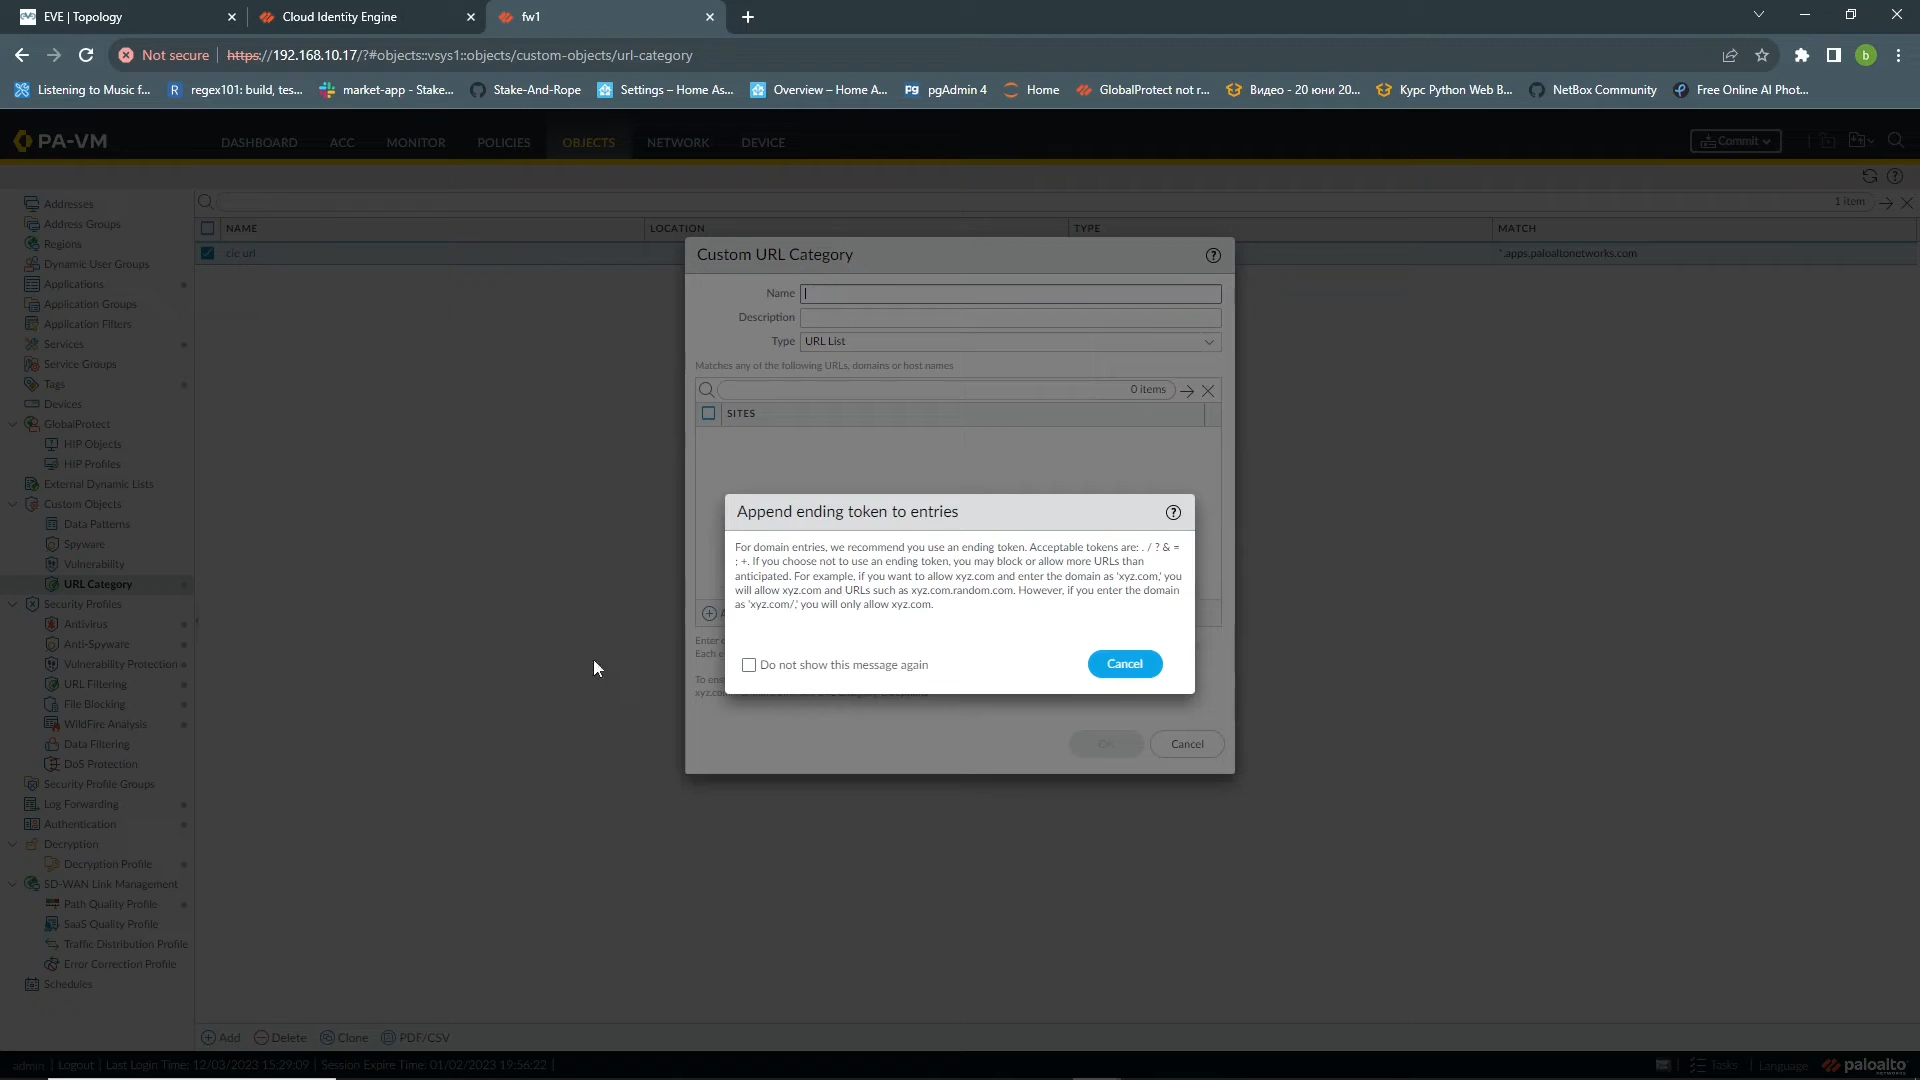 EVE | Topology
Cloud Identity Engine
fw1
Not secure
https://192.168.10.17/?#objects::vsys1::objects/custom-objects/url-category
b
Listening to Music f...
regex101: build, tes...
market-app - Stake...
Stake-And-Rope
Settings – Home As...
Overview – Home A...
pgAdmin 4
Home
GlobalProtect not r...
Видео - 20 юни 20...
Курс Python Web B...
NetBox Community
Free Online AI Phot...
PA-VM
DASHBOARD
ACC
MONITOR
POLICIES
OBJECTS
NETWORK
DEVICE
Commit
1 item
NAME
LOCATION
TYPE
MATCH
cie url
*.apps.paloaltonetworks.com
Addresses
Address Groups
Regions
Dynamic User Groups
Applications
Application Groups
Application Filters
Services
Service Groups
Tags
Devices
GlobalProtect
HIP Objects
HIP Profiles
External Dynamic Lists
Custom Objects
Data Patterns
Spyware
Vulnerability
URL Category
Security Profiles
Antivirus
Anti-Spyware
Vulnerability Protection
URL Filtering
File Blocking
WildFire Analysis
Data Filtering
DoS Protection
Security Profile Groups
Log Forwarding
Authentication
Decryption
Decryption Profile
SD-WAN Link Management
Path Quality Profile
SaaS Quality Profile
Traffic Distribution Profile
Error Correction Profile
Schedules
Custom URL Category
Name
Description
Type URL List
Matches any of the following URLs, domains or host names
0 items
SITES
Append ending token to entries
For domain entries, we recommend you use an ending token. Acceptable tokens are: . / ? & =
; +. If you choose not to use an ending token, you may block or allow more URLs than
anticipated. For example, if you want to allow xyz.com and enter the domain as 'xyz.com,' you
will allow xyz.com and URLs such as xyz.com.random.com. However, if you enter the domain
as 'xyz.com/,' you will only allow xyz.com.
Do not show this message again
Cancel
OK
Cancel
Add
Delete
Clone
PDF/CSV
admin | Logout | Last Login Time: 12/03/2023 15:29:09 | Session Expire Time: 01/02/2023 19:56:22 |
Tasks | Language
paloalto
NETWORKS